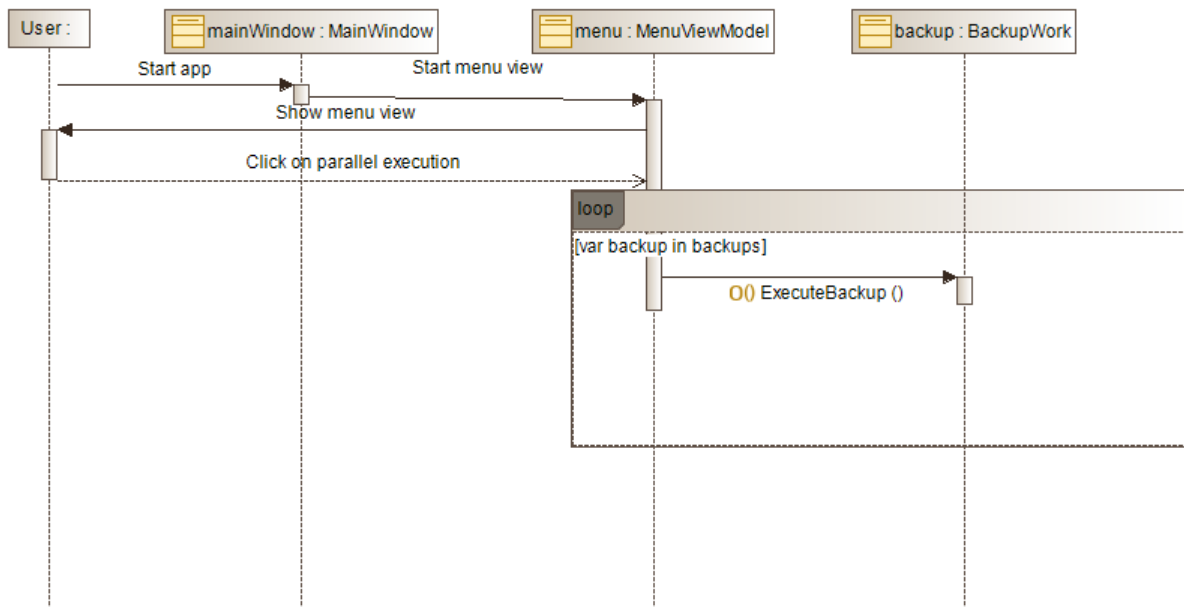 User :
mainWindow : MainWindow
menu : MenuViewModel
backup : BackupWork
Start app
Start menu view
Show menu view
Click on parallel execution
loop
[var backup in backups]
O() ExecuteBackup ()